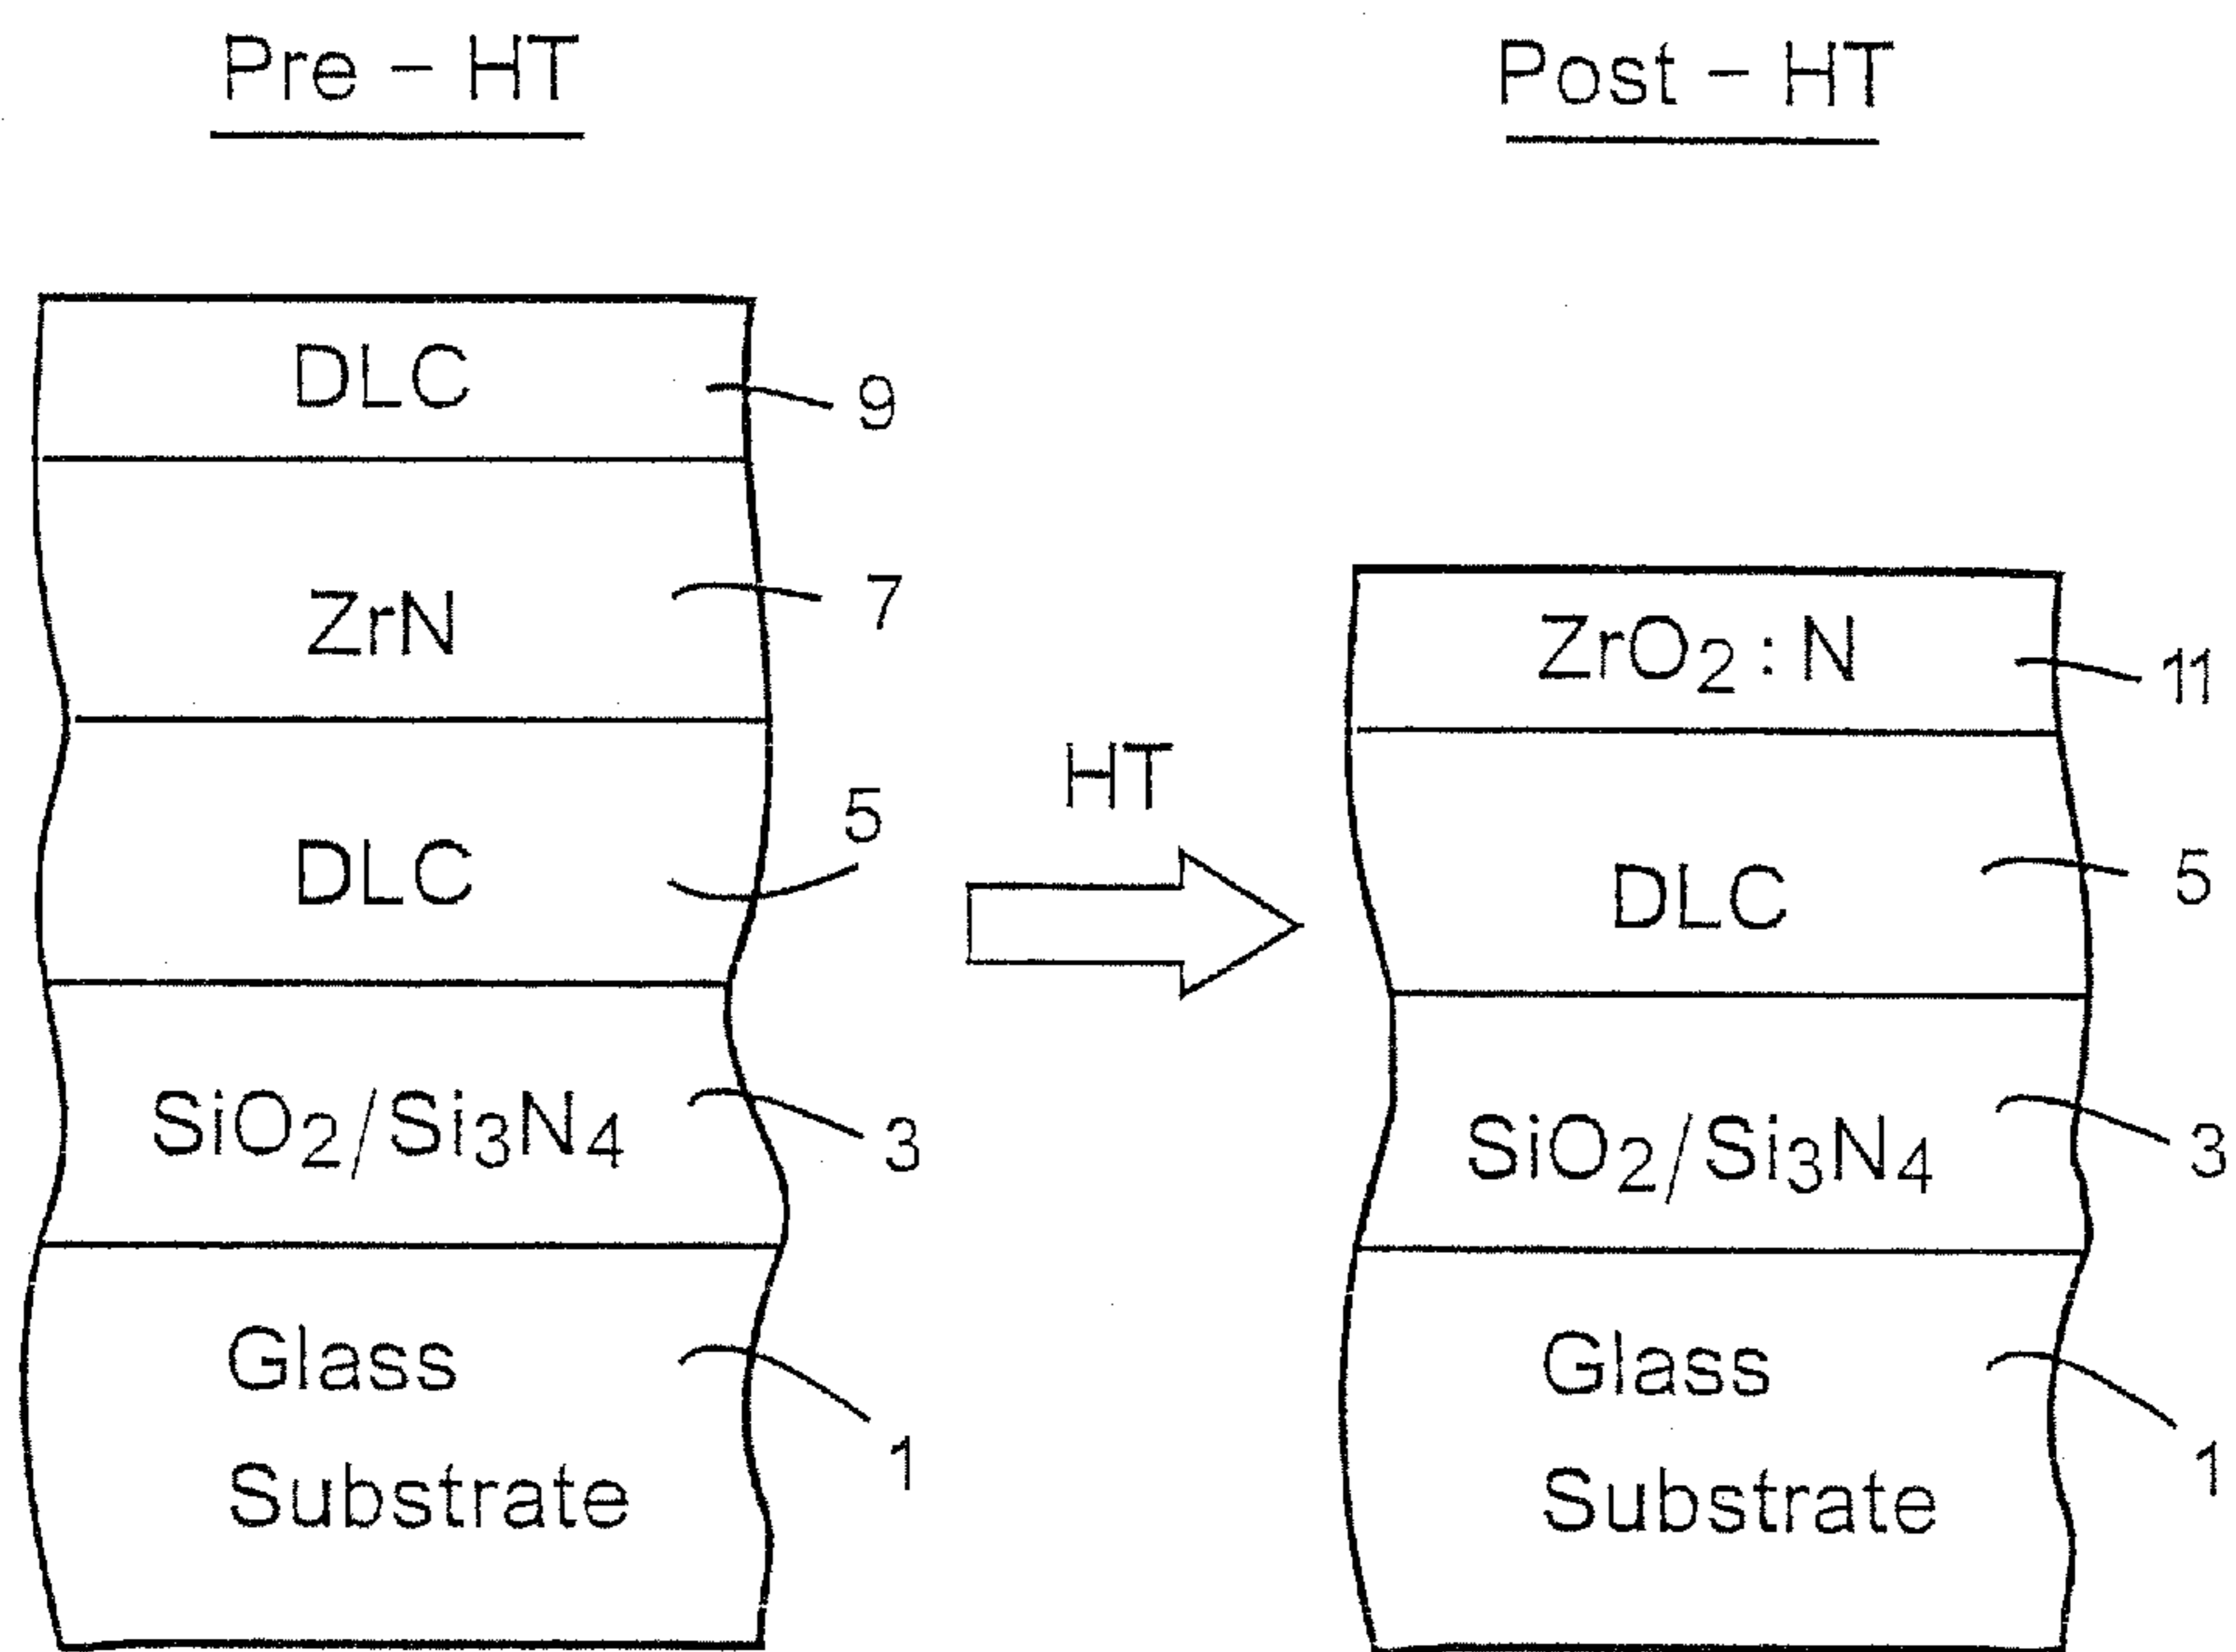 Pre – HT
DLC
9
ZrN
7
DLC
5
SiO₂/Si₃N₄
3
Glass
Substrate
1
HT
Post – HT
ZrO₂ : N
11
DLC
5
SiO₂/Si₃N₄
3
Glass
Substrate
1